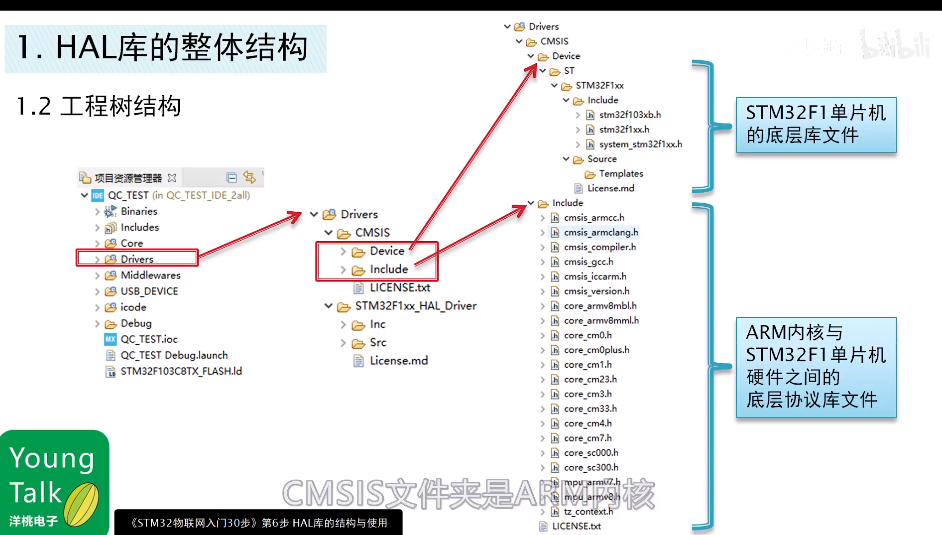 1. HAL库的整体结构
1.2 工程树结构
项目资源管理器
QC_TEST (in QC_TEST_IDE_2all)
Binaries
Includes
Core
Drivers
Middlewares
USB_DEVICE
icode
Debug
QC_TEST.ioc
QC_TEST Debug.launch
STM32F103C8TX_FLASH.ld
Drivers
CMSIS
Device
Include
LICENSE.txt
STM32F1xx_HAL_Driver
Inc
Src
License.md
Drivers
CMSIS
Device
ST
STM32F1xx
Include
stm32f103xb.h
stm32f1xx.h
system_stm32f1xx.h
Source
Templates
License.md
Include
cmsis_armcc.h
cmsis_armclang.h
cmsis_compiler.h
cmsis_gcc.h
cmsis_iccarm.h
cmsis_version.h
core_armv8mbl.h
core_armv8mml.h
core_cm0.h
core_cm0plus.h
core_cm1.h
core_cm23.h
core_cm3.h
core_cm33.h
core_cm4.h
core_cm7.h
core_sc000.h
core_sc300.h
mpu_armv7.h
mpu_armv8.h
tz_context.h
LICENSE.txt
STM32F1单片机
的底层库文件
ARM内核与
STM32F1单片机
硬件之间的
底层协议库文件
bilibili
CMSIS文件夹是ARM内核
Young
Talk
洋桃电子
《STM32物联网入门30步》第6步 HAL库的结构与使用